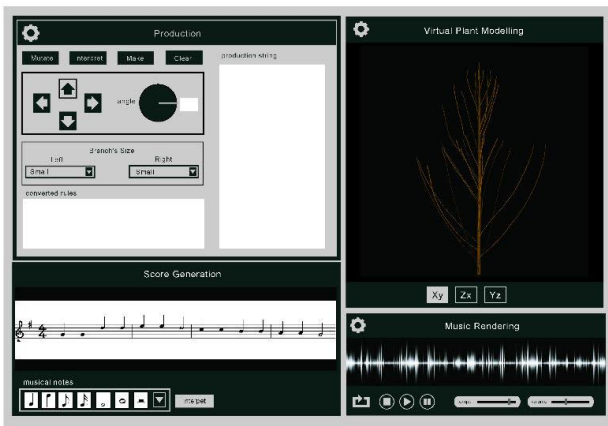 Production
Mutate Interpret Make Clear
production string
angle
Branch's Size
Left Right
Small Small
converted rules
Score Generation
musical notes
Interpet
Virtual Plant Modelling
Xy Zx Yz
Music Rendering